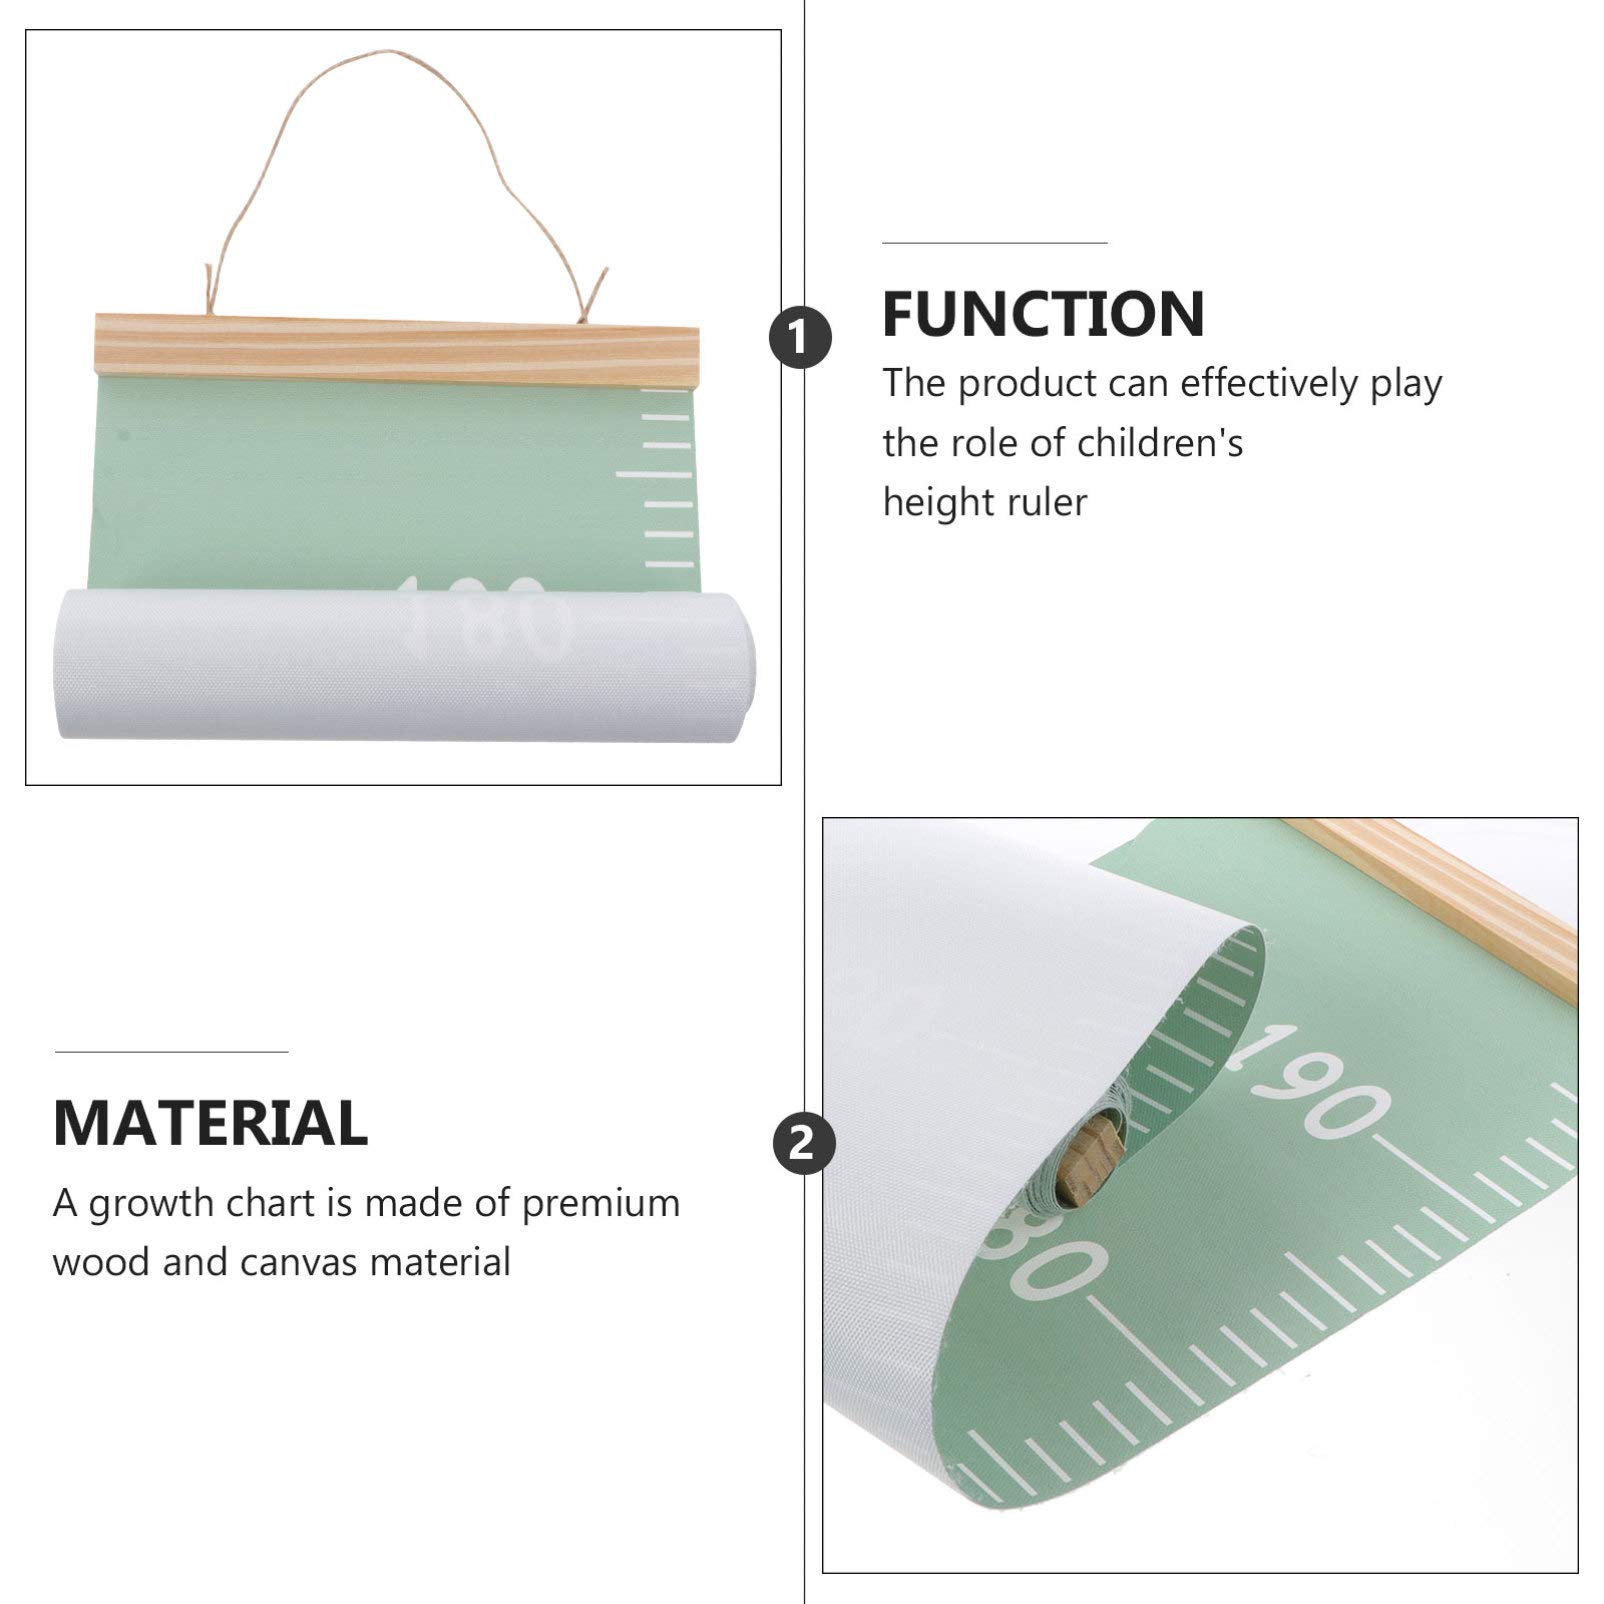 1
FUNCTION
The product can effectively play
the role of children's
height ruler
180
190
80
2
MATERIAL
A growth chart is made of premium
wood and canvas material